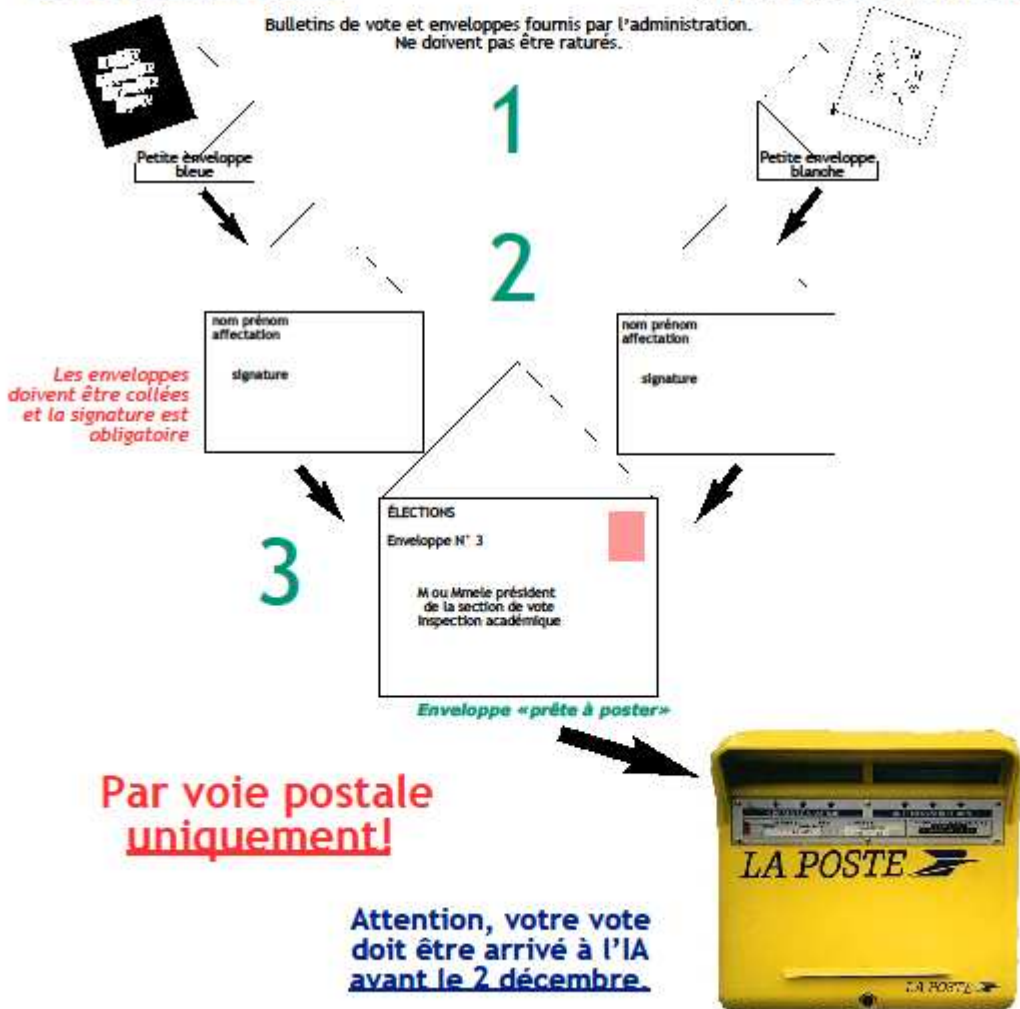 Bulletins de vote et enveloppes fournis par l'administration.
Ne doivent pas être raturés.
1
Petite enveloppe
bleue
Petite enveloppe
blanche
2
nom prénom
affectation
signature
nom prénom
affectation
signature
Les enveloppes
doivent être collées
et la signature est
obligatoire
3
ÉLECTIONS
Enveloppe N° 3
M ou Mmele président
de la section de vote
Inspection académique
Enveloppe «prête à poster»
Par voie postale
uniquement!
LA POSTE
Attention, votre vote
doit être arrivé à l'IA
avant le 2 décembre.
LA POSTE